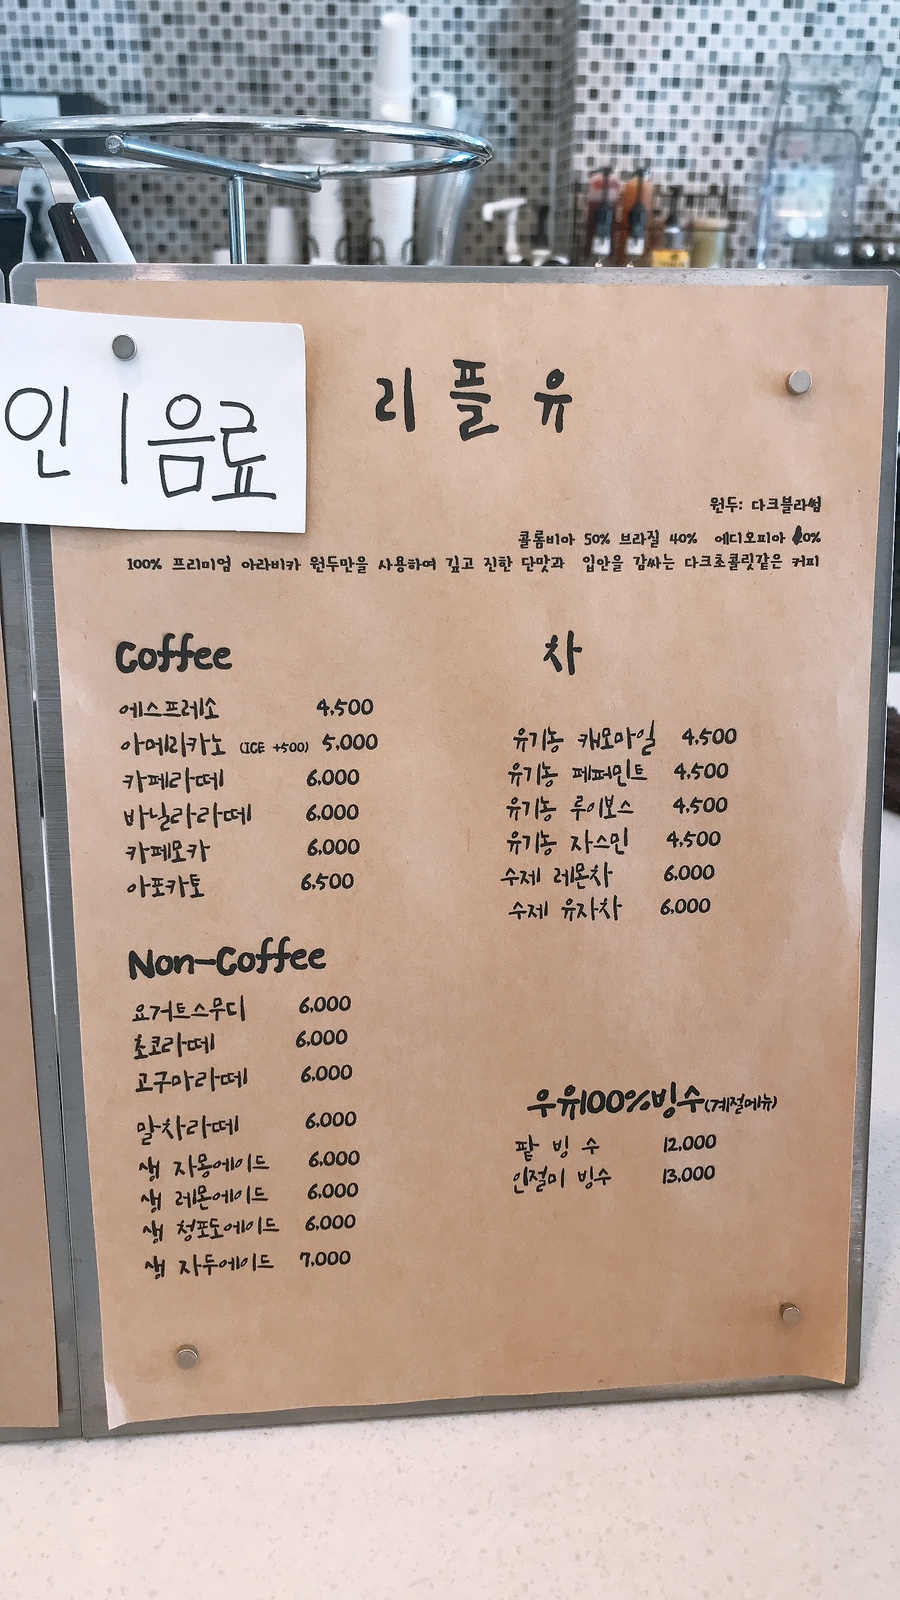 인 1 음료
리플유
원두: 다크블라썸
콜롬비아 50% 브라질 40% 에디오피아 10%
100% 프리미엄 아라비카 원두만을 사용하여 깊고 진한 단맛과 입안을 감싸는 다크초콜릿같은 커피
Coffee
에스프레소 4,500
아메리카노 (ICE +500) 5,000
카페라떼 6,000
바닐라라떼 6,000
카페모카 6,000
아포카토 6,500
Non-Coffee
요거트스무디 6,000
초코라떼 6,000
고구마라떼 6,000
말차라떼 6,000
생 자몽에이드 6,000
생 레몬에이드 6,000
생 청포도에이드 6,000
생 자두에이드 7,000
차
유기농 캐모마일 4,500
유기농 페퍼민트 4,500
유기농 루이보스 4,500
유기농 자스민 4,500
수제 레몬차 6,000
수제 유자차 6,000
우유100%빙수(계절메뉴)
팥 빙 수 12,000
인절미 빙수 13,000